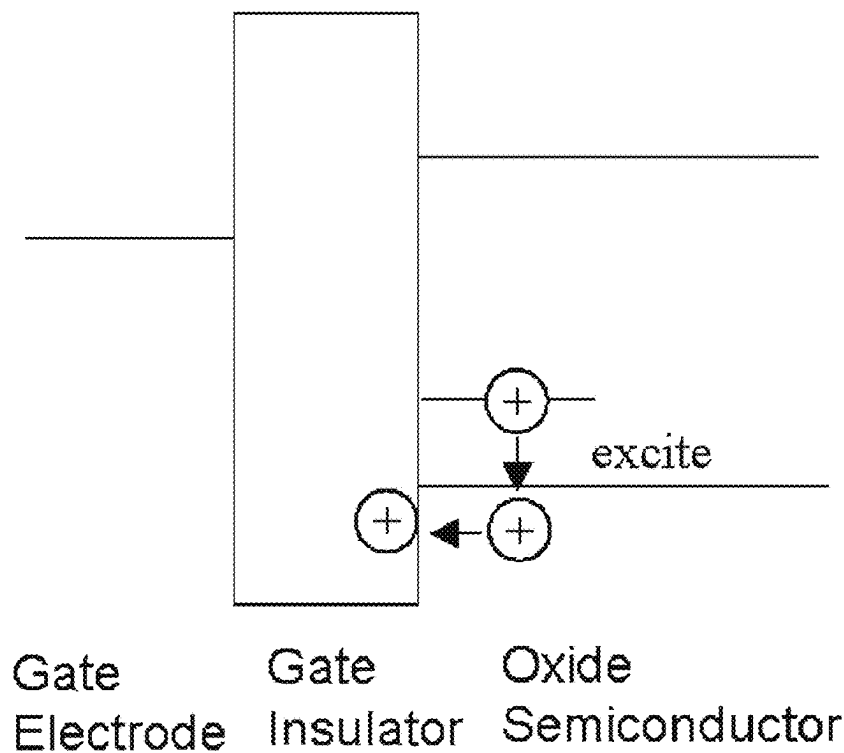 +
excite
+
+
Gate Electrode
Gate Insulator
Oxide Semiconductor